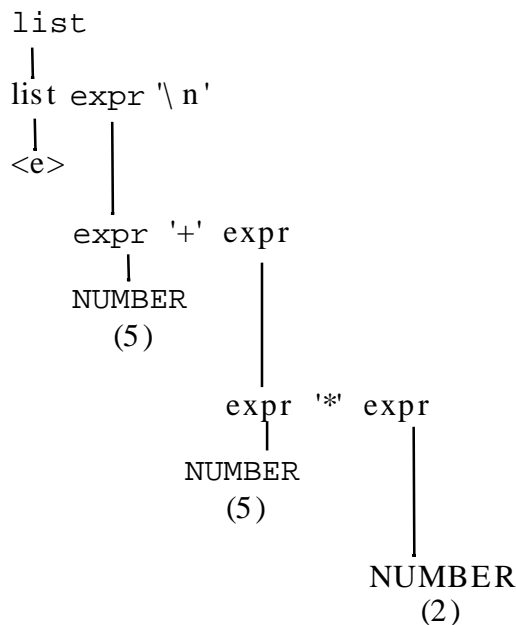 list
list expr '\n'
<e>
expr '+' expr
NUMBER
(5)
expr '*' expr
NUMBER
(5)
NUMBER
(2)